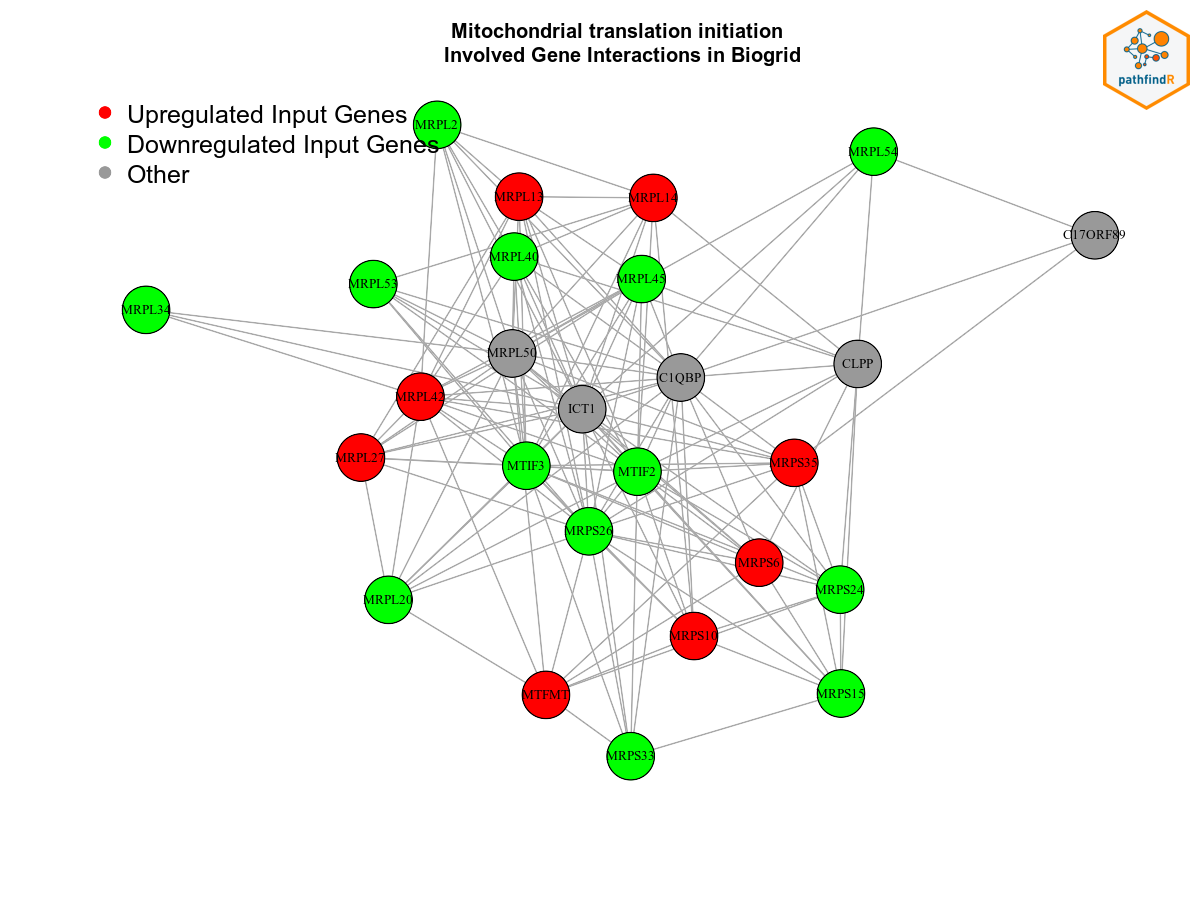 Mitochondrial translation initiation
Involved Gene Interactions in Biogrid
pathfindR
Upregulated Input Genes
Downregulated Input Genes
Other
MRPL2
MRPL54
MRPL13
MRPL14
C17ORF89
MRPL40
MRPL45
MRPL53
MRPL34
MRPL50
CLPP
C1QBP
MRPL42
ICT1
MRPL27
MTIF3
MTIF2
MRPS35
MRPS26
MRPS6
MRPS24
MRPL20
MRPS10
MTFMT
MRPS15
MRPS33